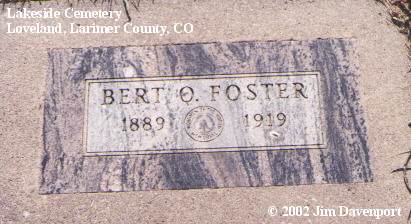 Lakeside Cemetery
Loveland, Larimer County, CO
BERT O. FOSTER
1889 1919
© 2002 Jim Davenport